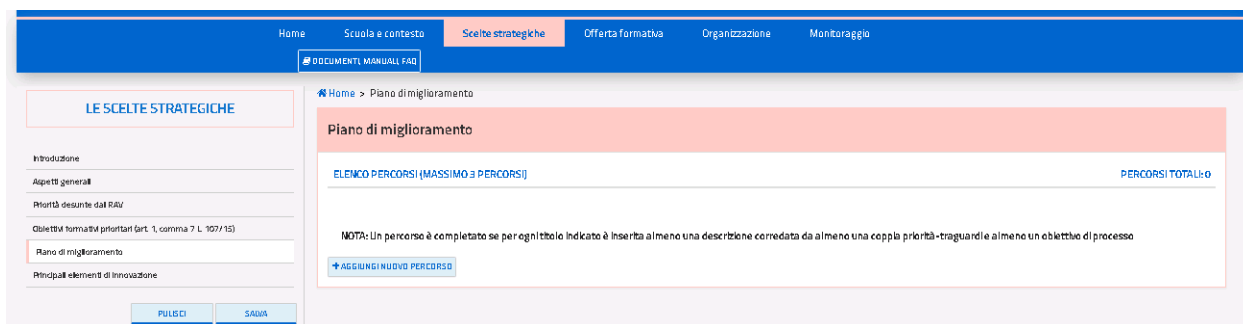 Home Scuola e contesto Scelte strategiche Offerta formativa Organizzazione Monitoraggio
DOCUMENTI, MANUALI, FAQ
LE SCELTE STRATEGICHE
Introduzione
Aspetti generali
Priorità desunte dal RAV
Obiettivi formativi prioritari (art. 1, comma 7 L. 107/15)
Piano di miglioramento
Principali elementi di innovazione
PULISCI SALVA
Home > Piano di miglioramento
Piano di miglioramento
ELENCO PERCORSI (MASSIMO 3 PERCORSI) PERCORSI TOTALI: 0
NOTA: Un percorso è completato se per ogni titolo indicato è inserita almeno una descrizione corredata da almeno una coppia priorità-traguardi e almeno un obiettivo di processo
+ AGGIUNGI NUOVO PERCORSO